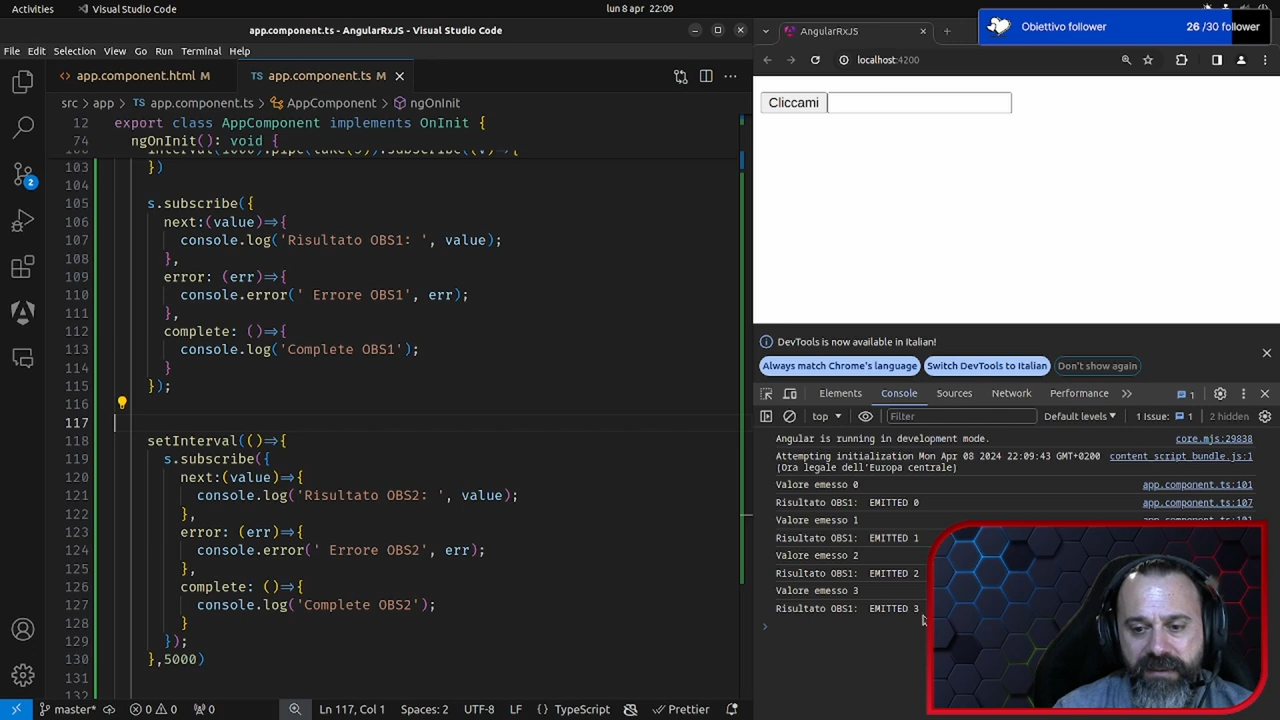 Activities
Visual Studio Code
lun 8 apr 22:09
app.component.ts - AngularRxJS - Visual Studio Code
File Edit Selection View Go Run Terminal Help
app.component.html M
app.component.ts M
src > app > app.component.ts > AppComponent > ngOnInit
12 export class AppComponent implements OnInit {
74 ngOnInit(): void {
103 })
104
105 s.subscribe({
106 next:(value)=>{
107 console.log('Risultato OBS1: ', value);
108 },
109 error: (err)=>{
110 console.error(' Errore OBS1', err);
111 },
112 complete: ()=>{
113 console.log('Complete OBS1');
114 }
115 });
116
117
118 setInterval(()=>{
119 s.subscribe({
120 next:(value)=>{
121 console.log('Risultato OBS2: ', value);
122 },
123 error: (err)=>{
124 console.error(' Errore OBS2', err);
125 },
126 complete: ()=>{
127 console.log('Complete OBS2');
128 }
129 });
130 },5000)
131
132
2
master* 0 0 0
Ln 117, Col 1 Spaces: 2 UTF-8 LF {} TypeScript Prettier
AngularRxJS
Obiettivo follower 26 /30 follower
localhost:4200
Cliccami
DevTools is now available in Italian!
Always match Chrome's language
Switch DevTools to Italian
Don't show again
Elements Console Sources Network Performance 1
top Filter Default levels 1 Issue: 1 2 hidden
Angular is running in development mode. core.mjs:29838
Attempting initialization Mon Apr 08 2024 22:09:43 GMT+0200 content script bundle.js:1
(Ora legale dell'Europa centrale)
Valore emesso 0 app.component.ts:101
Risultato OBS1: EMITTED 0 app.component.ts:107
Valore emesso 1 app.component.ts:101
Risultato OBS1: EMITTED 1
Valore emesso 2
Risultato OBS1: EMITTED 2
Valore emesso 3
Risultato OBS1: EMITTED 3